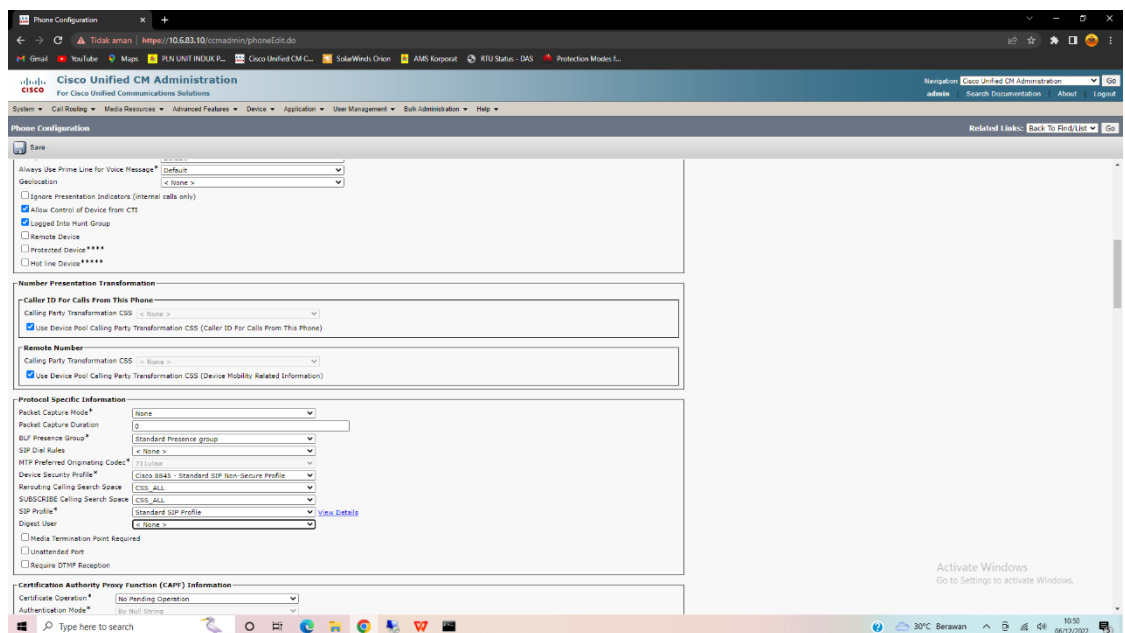 Phone Configuration
Tidak aman | https://10.6.83.10/ccmadmin/phoneEdit.do
Gmail YouTube Maps PLN UNIT INDUK P... Cisco Unified CM C... SolarWinds Orion AMS Korporat RTU Status - DAS Protection Modes f...
cisco
Cisco Unified CM Administration
For Cisco Unified Communications Solutions
Navigation Cisco Unified CM Administration Go
admin Search Documentation About Logout
System Call Routing Media Resources Advanced Features Device Application User Management Bulk Administration Help
Phone Configuration
Related Links: Back To Find/List Go
Save
Always Use Prime Line for Voice Message* Default
Geolocation < None >
Ignore Presentation Indicators (internal calls only)
Allow Control of Device from CTI
Logged Into Hunt Group
Remote Device
Protected Device****
Hot line Device*****
Number Presentation Transformation
Caller ID For Calls From This Phone
Calling Party Transformation CSS < None >
Use Device Pool Calling Party Transformation CSS (Caller ID For Calls From This Phone)
Remote Number
Calling Party Transformation CSS < None >
Use Device Pool Calling Party Transformation CSS (Device Mobility Related Information)
Protocol Specific Information
Packet Capture Mode* None
Packet Capture Duration 0
BLF Presence Group* Standard Presence group
SIP Dial Rules < None >
MTP Preferred Originating Codec* 711ulaw
Device Security Profile* Cisco 8845 - Standard SIP Non-Secure Profile
Rerouting Calling Search Space CSS_ALL
SUBSCRIBE Calling Search Space CSS_ALL
SIP Profile* Standard SIP Profile View Details
Digest User < None >
Media Termination Point Required
Unattended Port
Require DTMF Reception
Certification Authority Proxy Function (CAPF) Information
Certificate Operation* No Pending Operation
Authentication Mode* By Null String
Activate Windows
Go to Settings to activate Windows.
Type here to search
30°C Berawan
10:50
06/12/2022